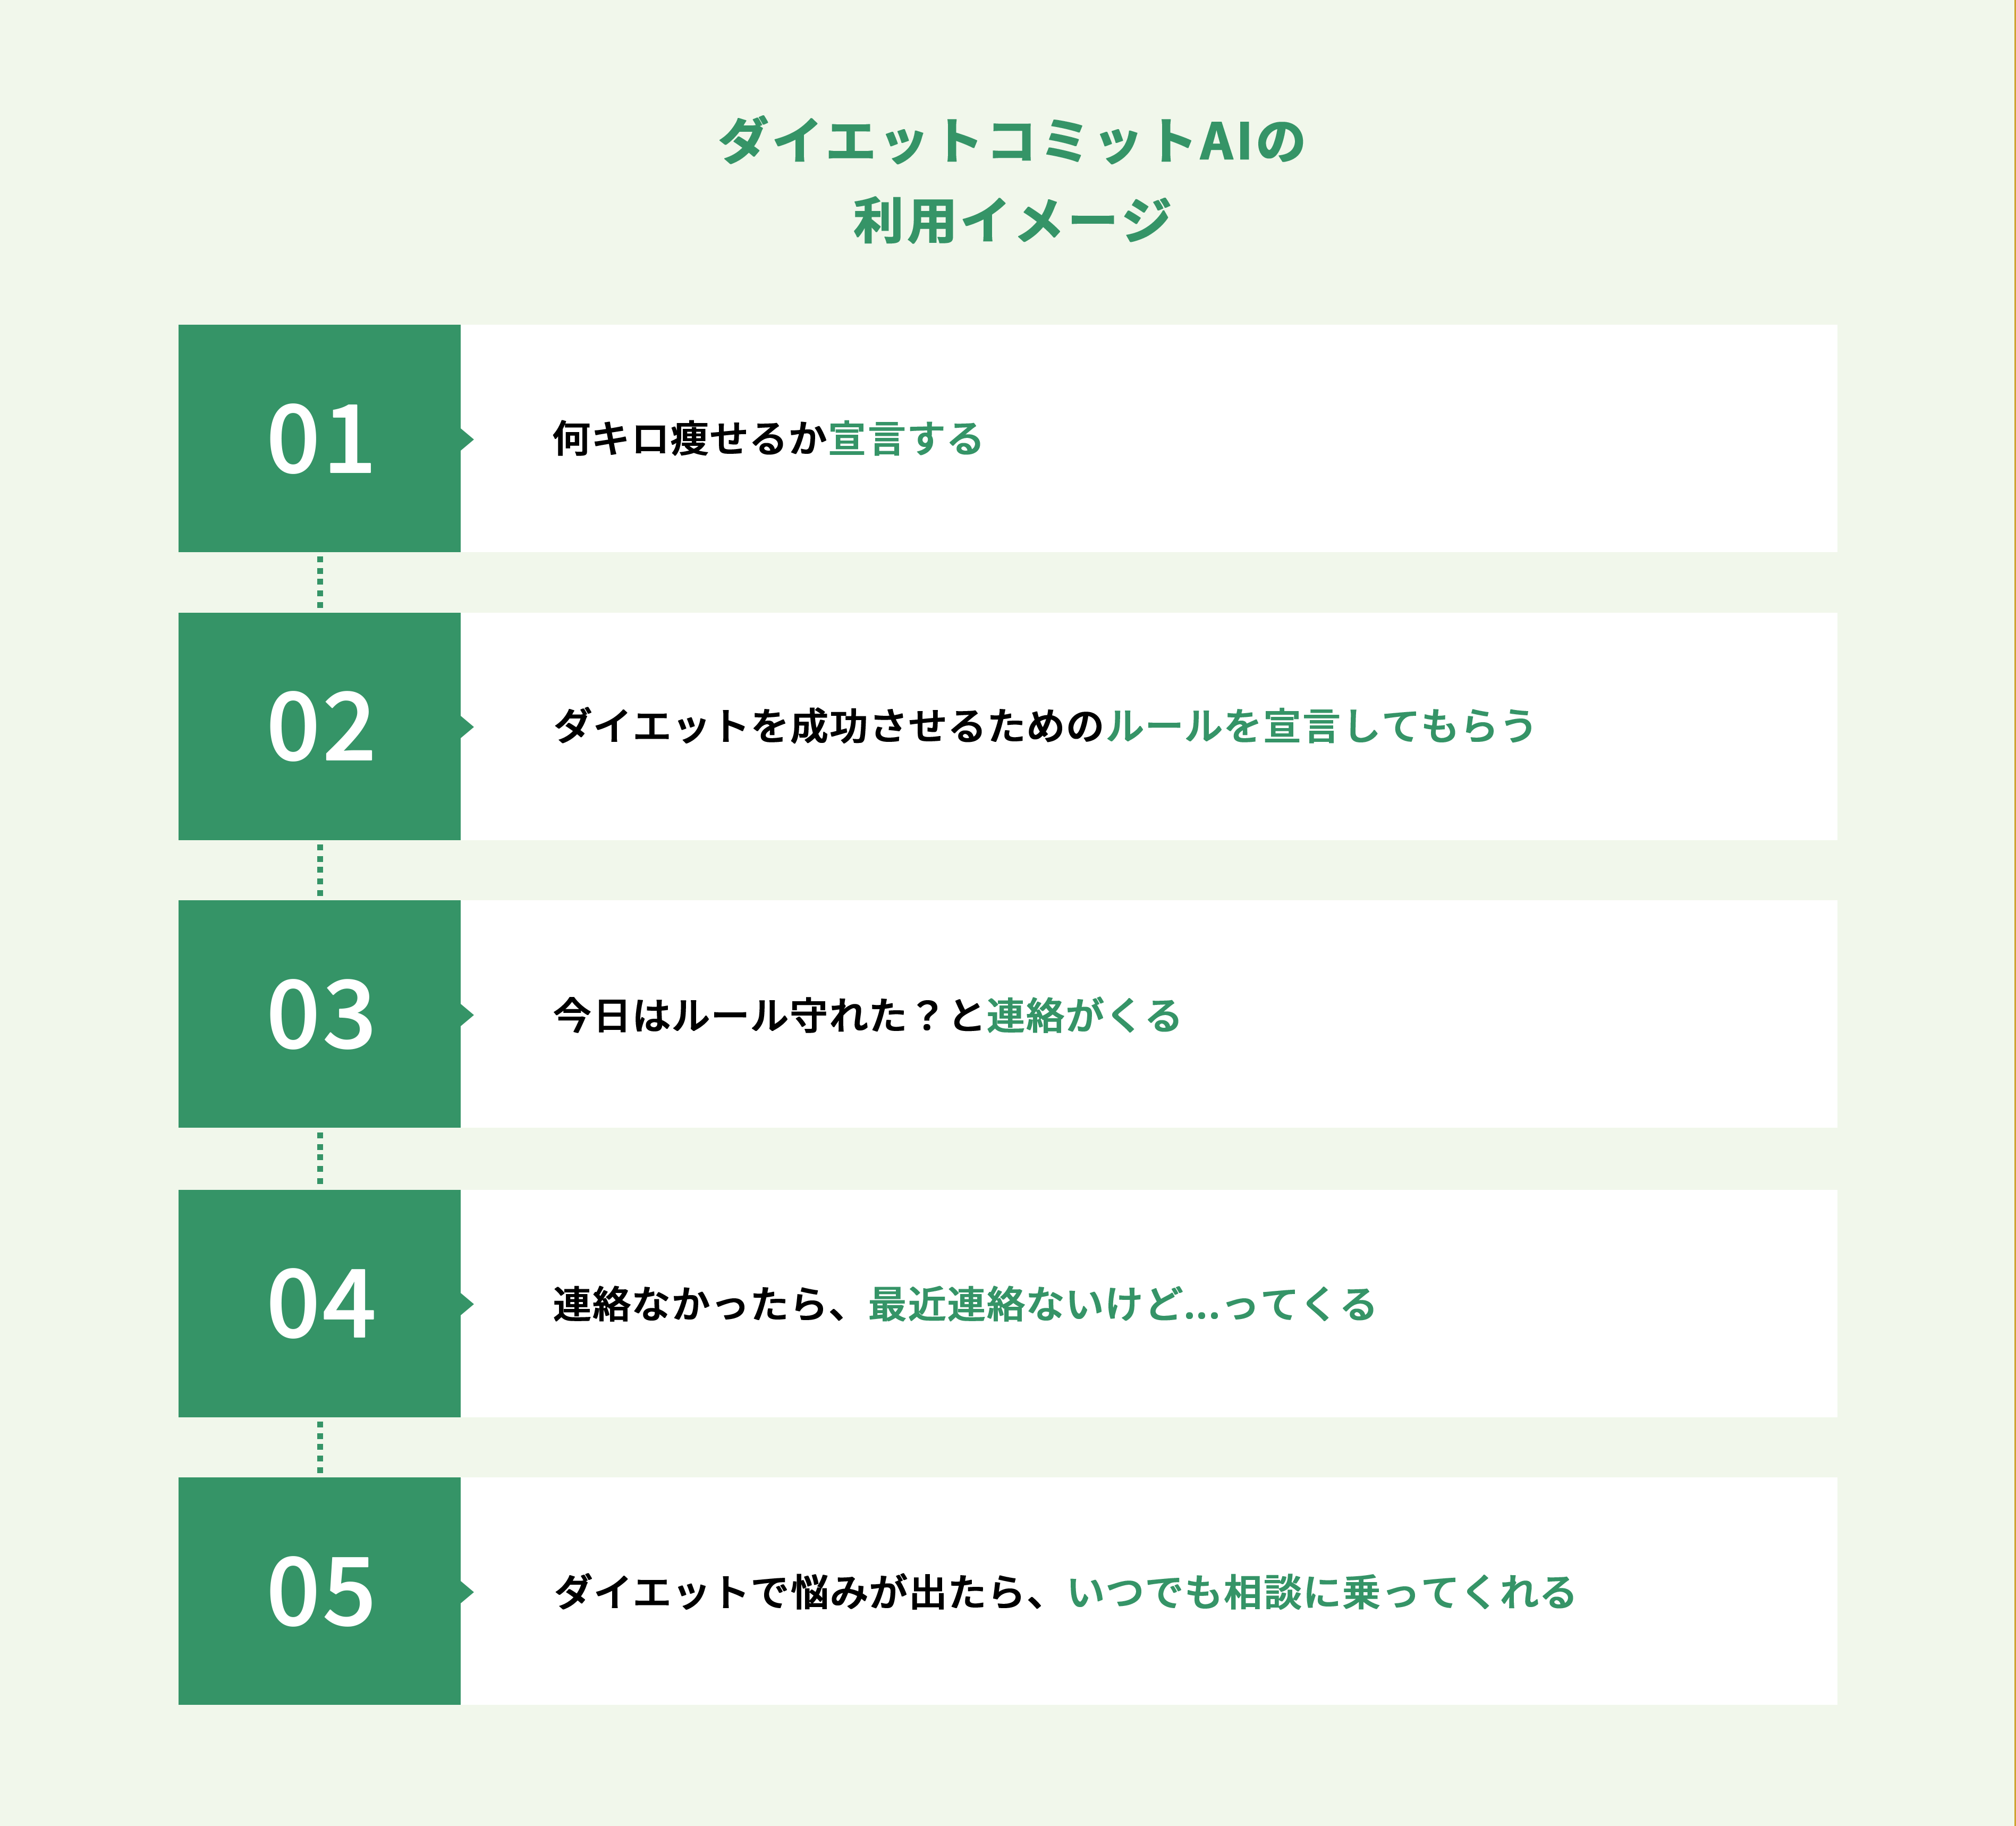 ダイエットコミットAIの
利用イメージ
01
何キロ痩せるか宣言する
02
ダイエットを成功させるためのルールを宣言してもらう
03
今日はルール守れた？と連絡がくる
04
連絡なかったら、最近連絡ないけど...ってくる
05
ダイエットで悩みが出たら、いつでも相談に乗ってくれる